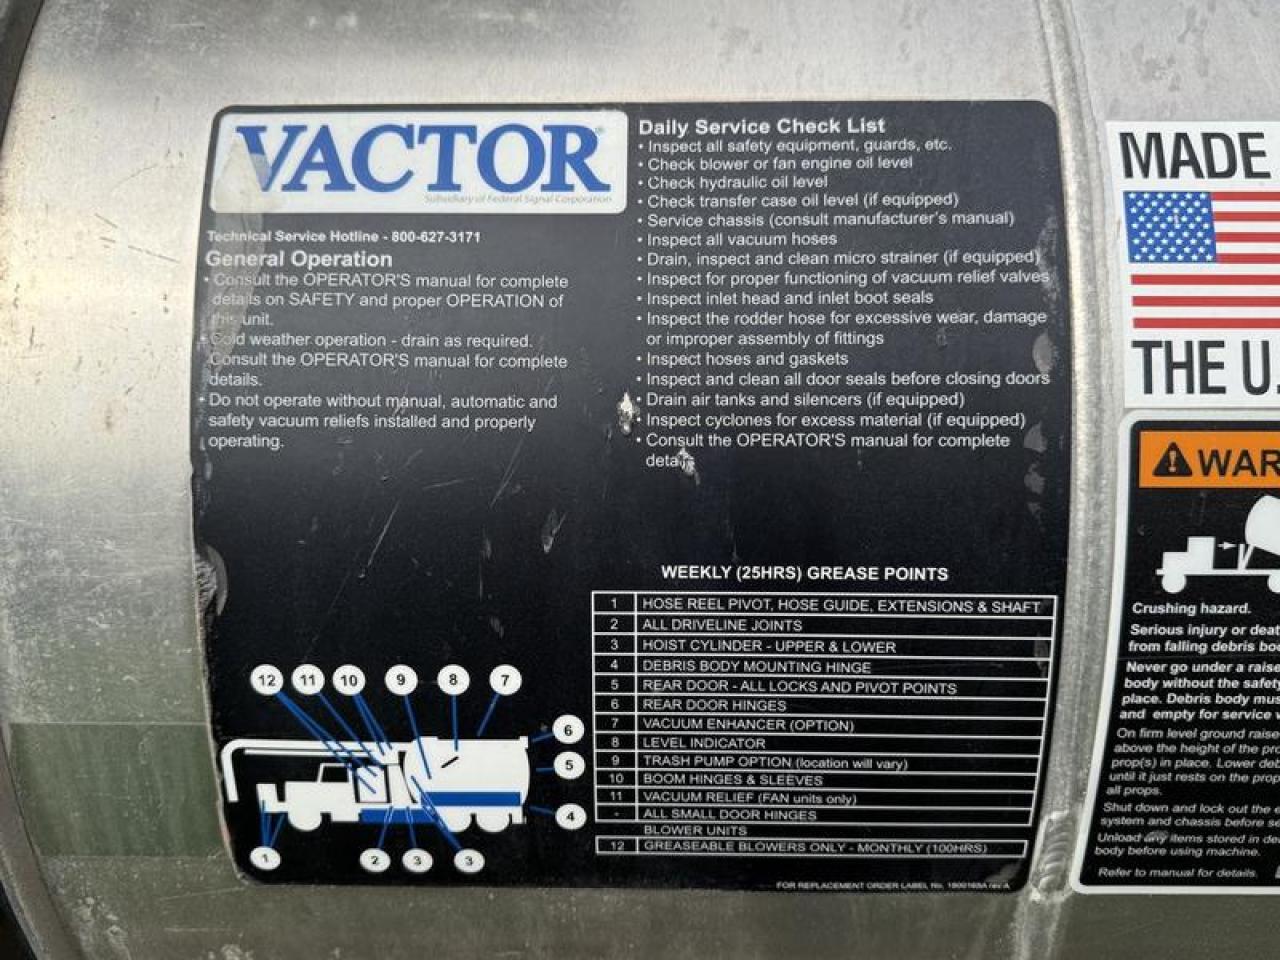 VACTOR
Subsidiary of Federal Signal Corporation
Technical Service Hotline - 800-627-3171
General Operation
• Consult the OPERATOR'S manual for complete
details on SAFETY and proper OPERATION of
this unit.
• Cold weather operation - drain as required.
Consult the OPERATOR'S manual for complete
details.
• Do not operate without manual, automatic and
safety vacuum reliefs installed and properly
operating.
Daily Service Check List
• Inspect all safety equipment, guards, etc.
• Check blower or fan engine oil level
• Check hydraulic oil level
• Check transfer case oil level (if equipped)
• Service chassis (consult manufacturer's manual)
• Inspect all vacuum hoses
• Drain, inspect and clean micro strainer (if equipped)
• Inspect for proper functioning of vacuum relief valves
• Inspect inlet head and inlet boot seals
• Inspect the rodder hose for excessive wear, damage
or improper assembly of fittings
• Inspect hoses and gaskets
• Inspect and clean all door seals before closing doors
• Drain air tanks and silencers (if equipped)
• Inspect cyclones for excess material (if equipped)
• Consult the OPERATOR'S manual for complete
12 11 10 9 8 7
6
5
4
1 2 3 3
WEEKLY (25HRS) GREASE POINTS
1 HOSE REEL PIVOT, HOSE GUIDE, EXTENSIONS & SHAFT
2 ALL DRIVELINE JOINTS
3 HOIST CYLINDER - UPPER & LOWER
4 DEBRIS BODY MOUNTING HINGE
5 REAR DOOR - ALL LOCKS AND PIVOT POINTS
6 REAR DOOR HINGES
7 VACUUM ENHANCER (OPTION)
8 LEVEL INDICATOR
9 TRASH PUMP OPTION (location will vary)
10 BOOM HINGES & SLEEVES
11 VACUUM RELIEF (FAN units only)
- ALL SMALL DOOR HINGES
BLOWER UNITS
12 GREASEABLE BLOWERS ONLY - MONTHLY (100HRS)
FOR REPLACEMENT ORDER LABEL No.
MADE
THE U.
WAR
Crushing hazard.
Serious injury or deat
from falling debris bo
Never go under a raise
body without the safety
place. Debris body mus
and empty for service
On firm level ground raise
above the height of the pro
prop(s) in place. Lower deb
until it just rests on the prop
all props.
Shut down and lock out the e
system and chassis before se
Unload any items stored in de
body before using machine.
Refer to manual for details.